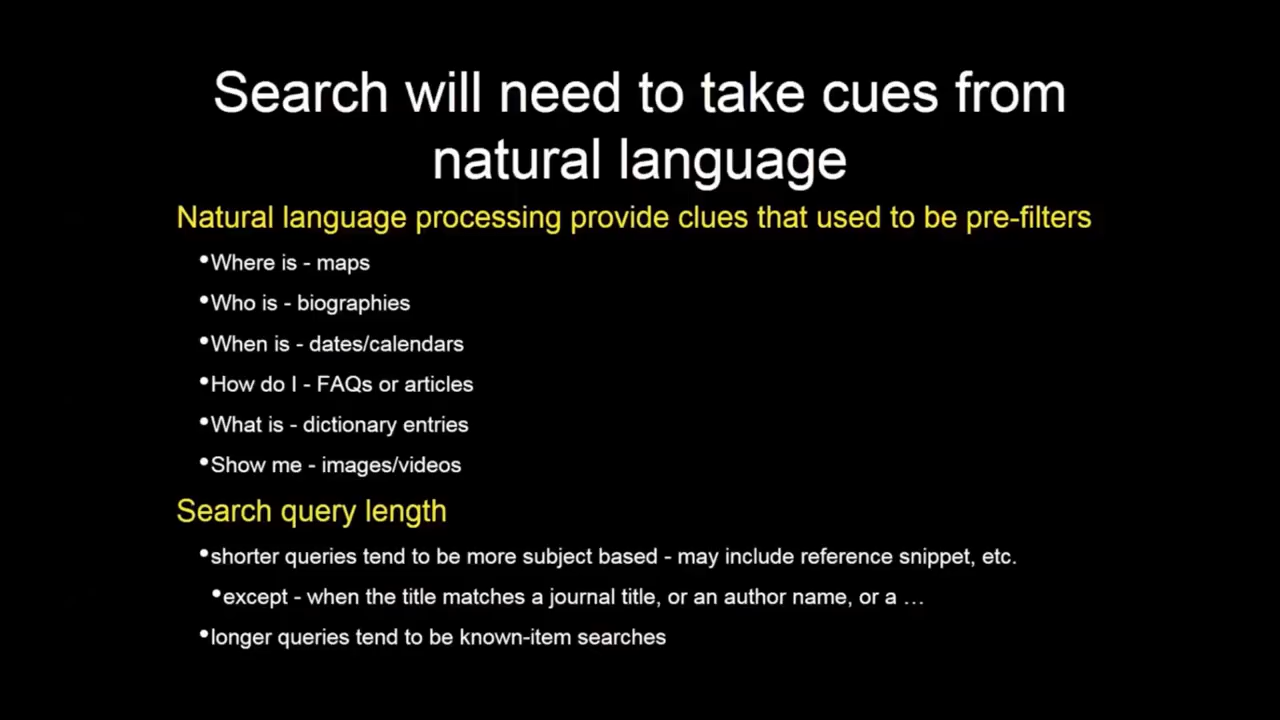 Search will need to take cues from
natural language
Natural language processing provide clues that used to be pre-filters
•Where is - maps
•Who is - biographies
•When is - dates/calendars
•How do I - FAQs or articles
•What is - dictionary entries
•Show me - images/videos
Search query length
•shorter queries tend to be more subject based - may include reference snippet, etc.
•except - when the title matches a journal title, or an author name, or a …
•longer queries tend to be known-item searches